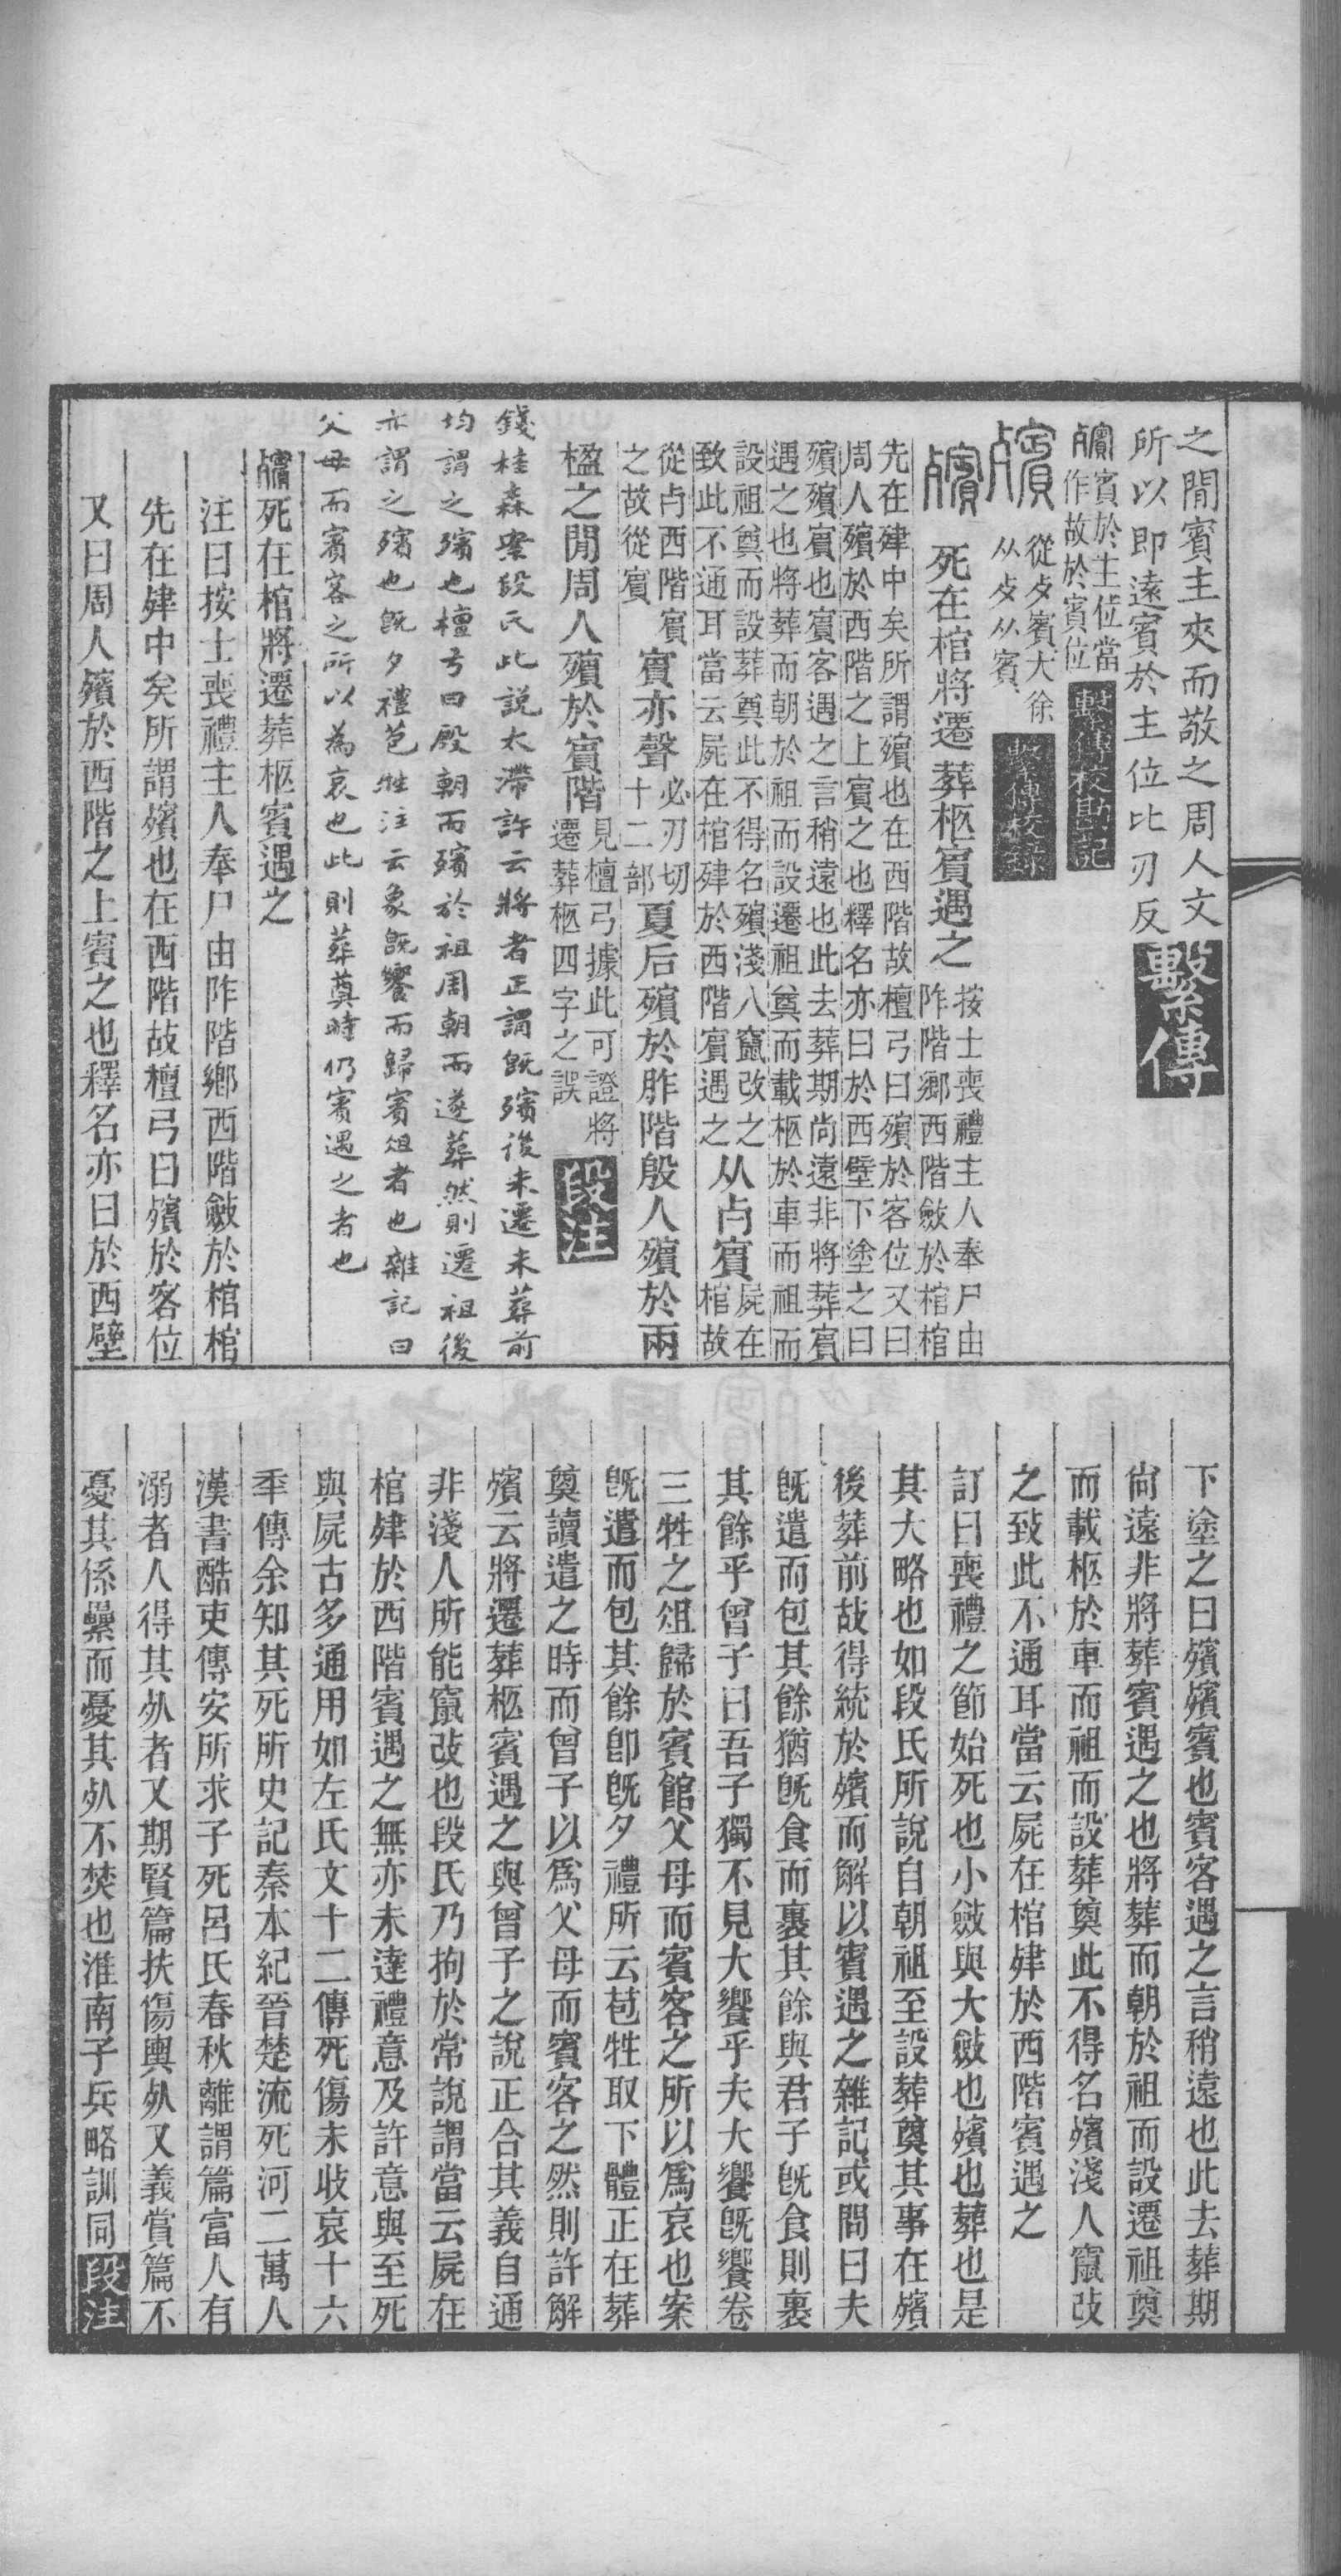 之閒賓主夾而敬之周人文
所以即遠賓於主位比刃反繫傳
殯賓於主位當
作故於賓位繫傳校勘記
殯從歺賓大徐
从歺从賓繫傳校錄
殯死在棺將遷葬柩賓遇之按士喪禮主人奉尸由
阼階鄉西階斂於棺棺
先在肂中矣所謂殯也在西階故檀弓曰殯於客位又曰
周人殯於西階之上賓之也釋名亦曰於西壁下塗之曰
殯殯賓也賓客遇之言稍遠也此去葬期尚遠非將葬賓
遇之也將葬而朝於祖而設遷祖奠而載柩於車而祖而
設祖奠而設葬奠此不得名殯淺人竄改之
致此不通耳當云屍在棺肂於西階賓遇之从歺賓屍在
棺故
從歺西階賓
之故從賓賓亦聲必刃切
十二部夏后殯於阼階殷人殯於兩
楹之閒周人殯於賓階見檀弓據此可證將
遷葬柩四字之誤段注
錢桂森案段氏此說太滯許云將者正謂既殯後未遷未葬前
均謂之殯也檀弓曰殷朝而殯於祖周朝而遂葬然則遷祖後
亦謂之殯也既夕禮苞牲注云象既饗而歸賓俎者也雜記曰
父母而賓客之所以為哀也此則葬奠時仍賓遇之者也
殯死在棺將遷葬柩賓遇之
注曰按士喪禮主人奉尸由阼階鄉西階斂於棺棺
先在肂中矣所謂殯也在西階故檀弓曰殯於客位
又曰周人殯於西階之上賓之也釋名亦曰於西壁
下塗之曰殯殯賓也賓客遇之言稍遠也此去葬期
尚遠非將葬賓遇之也將葬而朝於祖而設遷祖奠
而載柩於車而祖而設葬奠此不得名殯淺人竄改
之致此不通耳當云屍在棺肂於西階賓遇之
訂曰喪禮之節始死也小斂與大斂也殯也葬也是
其大略也如段氏所說自朝祖至設葬奠其事在殯
後葬前故得統於殯而解以賓遇之雜記或問曰夫
既遣而包其餘猶既食而裹其餘與君子既食則裹
其餘乎曾子曰吾子獨不見大饗乎夫大饗既饗卷
三牲之俎歸於賓館父母而賓客之所以爲哀也案
既遣而包其餘卽既夕禮所云苞牲取下體正在葬
奠讀遣之時而曾子以爲父母而賓客之然則許解
殯云將遷葬柩賓遇之與曾子之說正合其義自通
非淺人所能竄改也段氏乃拘於常說謂當云屍在
棺肂於西階賓遇之無亦未達禮意及許意與至死
與屍古多通用如左氏文十二傳死傷未收哀十六
年傳余知其死所史記秦本紀晉楚流死河二萬人
漢書酷吏傳安所求子死呂氏春秋離謂篇富人有
溺者人得其死者又期賢篇扶傷輿死又義賞篇不
憂其係纍而憂其死不焚也淮南子兵略訓同段注